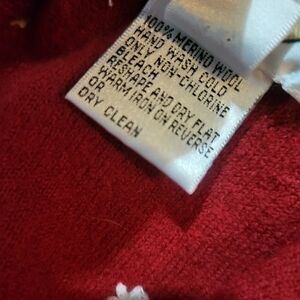 100% MERINO WOOL
HAND WASH COLD
ONLY NON-CHLORINE
BLEACH
RESHAPE AND DRY FLAT
WARM IRON ON REVERSE
OR
DRY CLEAN